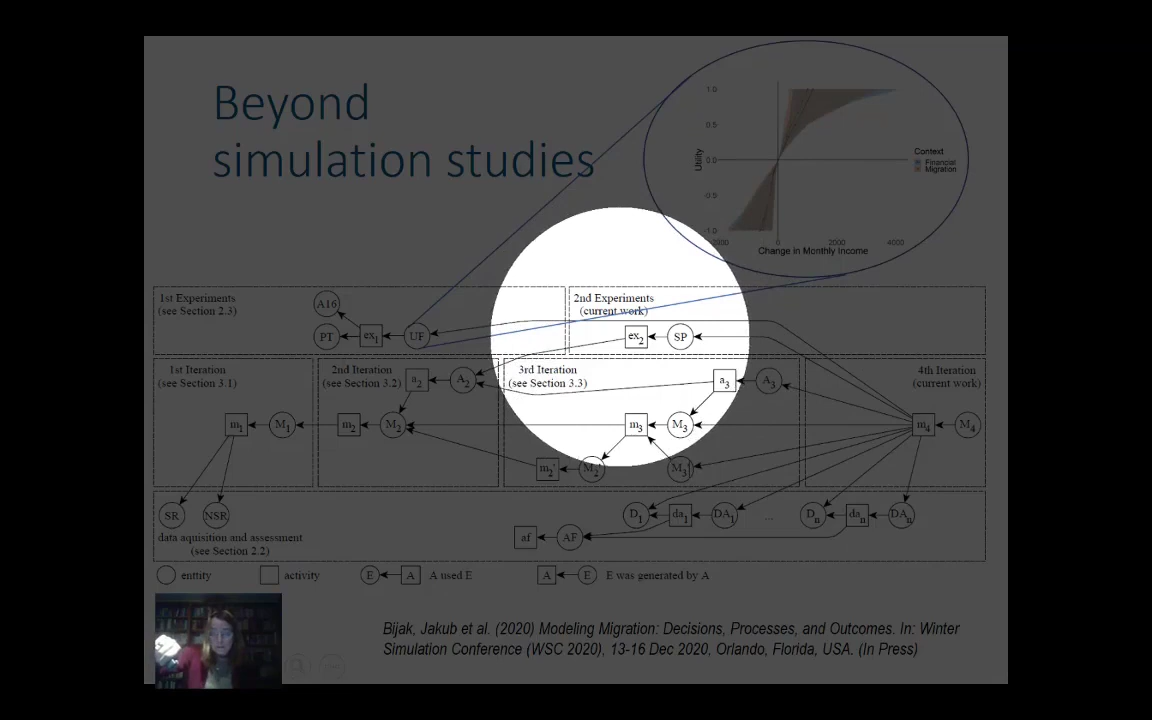 Beyond
simulation studies
1.0
0.5
0.0
-0.5
-1.0
Utility
2000
0
2000
4000
Change in Monthly Income
Context
Financial
Migration
1st Experiments
(see Section 2.3)
A16
PT
ex1
UF
2nd Experiments
(current work)
ex2
SP
1st Iteration
(see Section 3.1)
m1
M1
SR
NSR
2nd Iteration
(see Section 3.2)
a2
A2
m2
M2
3rd Iteration
(see Section 3.3)
a3
A3
m3
M3
m2'
M2'
M3'
4th Iteration
(current work)
m4
M4
D1
da1
DA1
...
Dn
dan
DAn
data aquisition and assessment
(see Section 2.2)
af
AF
enttity
activity
E
A
A used E
A
E
E was generated by A
Bijak, Jakub et al. (2020) Modeling Migration: Decisions, Processes, and Outcomes. In: Winter
Simulation Conference (WSC 2020), 13-16 Dec 2020, Orlando, Florida, USA. (In Press)